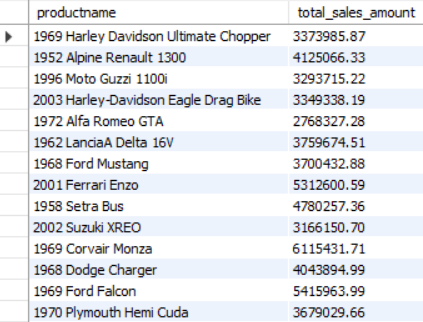 productname total_sales_amount
1969 Harley Davidson Ultimate Chopper 3373985.87
1952 Alpine Renault 1300 4125066.33
1996 Moto Guzzi 1100i 3293715.22
2003 Harley-Davidson Eagle Drag Bike 3349338.19
1972 Alfa Romeo GTA 2768327.28
1962 LanciaA Delta 16V 3759674.51
1968 Ford Mustang 3700432.88
2001 Ferrari Enzo 5312600.59
1958 Setra Bus 4780257.36
2002 Suzuki XREO 3166150.70
1969 Corvair Monza 6115431.71
1968 Dodge Charger 4043894.99
1969 Ford Falcon 5415963.99
1970 Plymouth Hemi Cuda 3679029.66